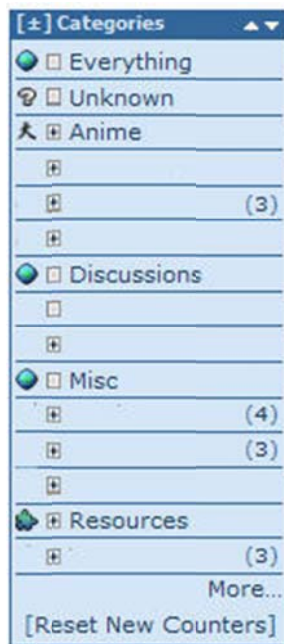 [±] Categories
Everything
Unknown
Anime
(3)
Discussions
Misc
(4)
(3)
Resources
(3)
More...
[Reset New Counters]